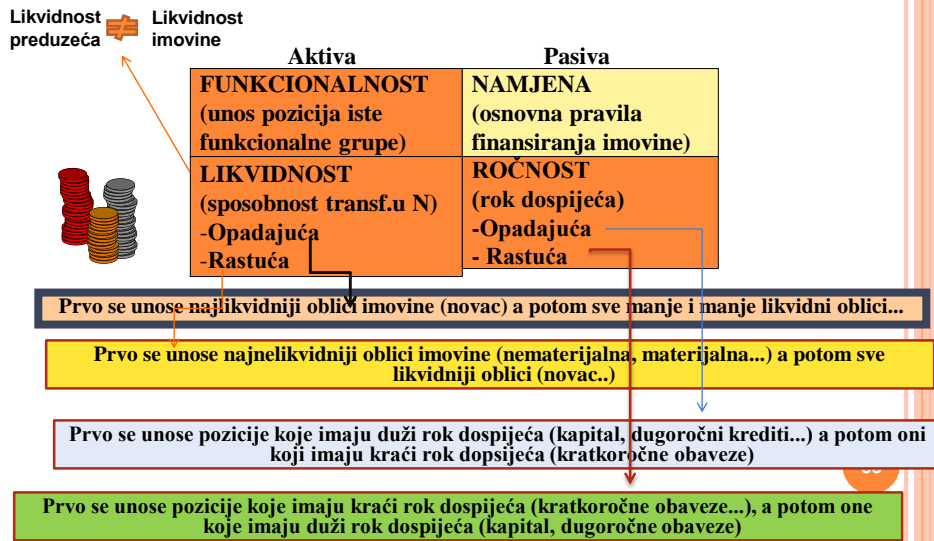 Likvidnost
preduzeća
Likvidnost
imovine
Aktiva
Pasiva
FUNKCIONALNOST
(unos pozicija iste
funkcionalne grupe)
NAMJENA
(osnovna pravila
finansiranja imovine)
LIKVIDNOST
(sposobnost transf.u N)
-Opadajuća
-Rastuća
ROČNOST
(rok dospijeća)
-Opadajuća
- Rastuća
Prvo se unose najlikvidniji oblici imovine (novac) a potom sve manje i manje likvidni oblici...
Prvo se unose najnelikvidniji oblici imovine (nematerijalna, materijalna...) a potom sve
likvidniji oblici (novac..)
Prvo se unose pozicije koje imaju duži rok dospijeća (kapital, dugoročni krediti...) a potom oni
koji imaju kraći rok dopsijeća (kratkoročne obaveze)
Prvo se unose pozicije koje imaju kraći rok dospijeća (kratkoročne obaveze...), a potom one
koje imaju duži rok dospijeća (kapital, dugoročne obaveze)